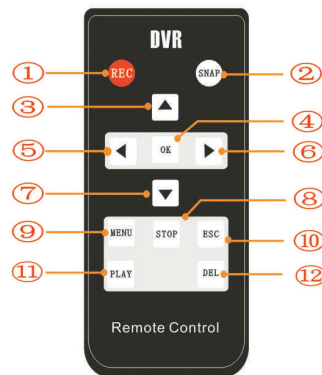 DVR
① REC SNAP ②
③
④
⑤ OK ⑥
⑦
⑧
⑨ MENU STOP ESC
⑩
⑪ PLAY DEL ⑫
Remote Control